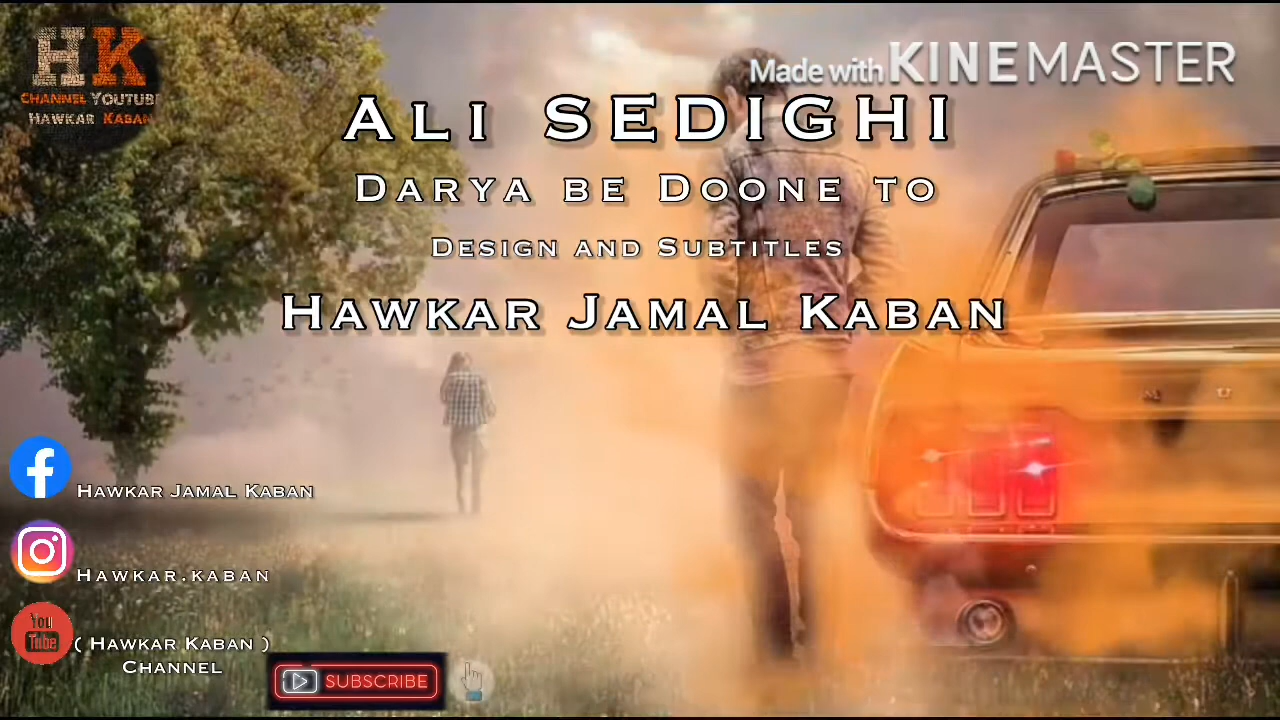 HK
CHANNEL YOUTUBE
HAWKAR KABAN
Made with KINEMASTER
ALI SEDIGHI
DARYA BE DOONE TO
DESIGN AND SUBTITLES
HAWKAR JAMAL KABAN
M U
HAWKAR JAMAL KABAN
HAWKAR.KABAN
You Tube
( HAWKAR KABAN )
CHANNEL
SUBSCRIBE